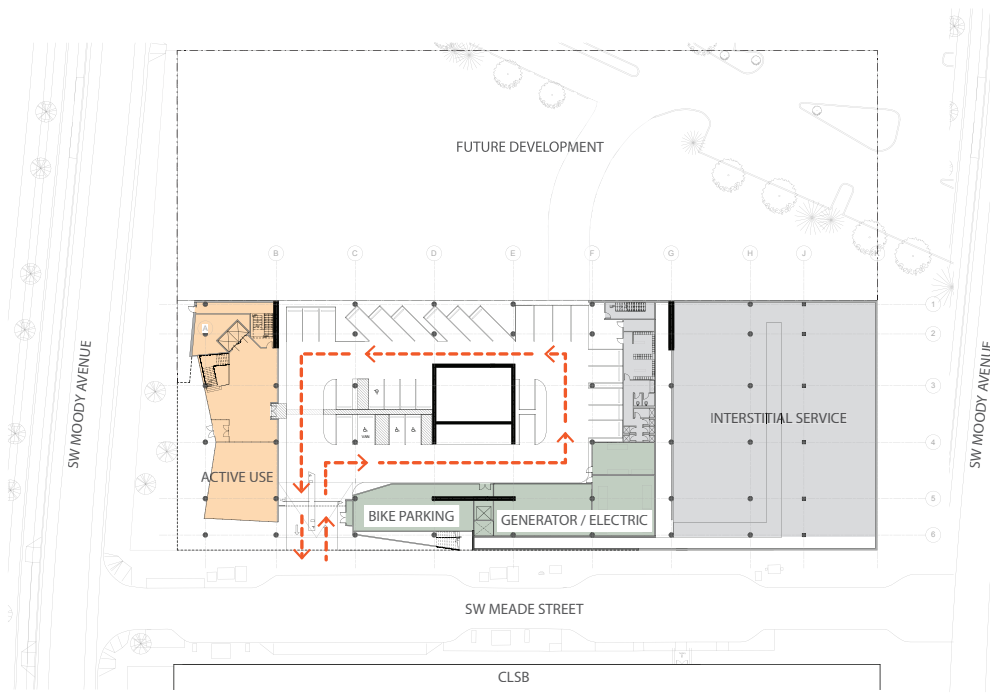 FUTURE DEVELOPMENT
B
C
D
E
F
G
H
J
1
2
A
3
SW MOODY AVENUE
SW MOODY AVENUE
INTERSTITIAL SERVICE
VAN
4
ACTIVE USE
5
BIKE PARKING
GENERATOR / ELECTRIC
6
SW MEADE STREET
T
CLSB